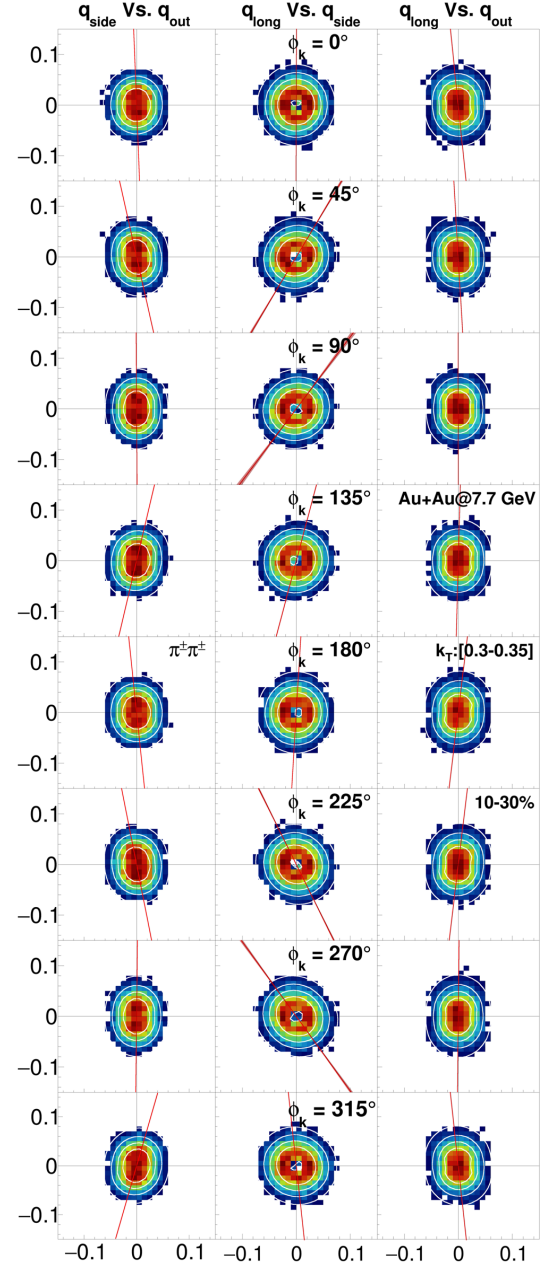 q_side Vs. q_out
q_long Vs. q_side
q_long Vs. q_out
0.1
0
−0.1
ϕ_k = 0°
0.1
0
−0.1
ϕ_k = 45°
0.1
0
−0.1
ϕ_k = 90°
0.1
0
−0.1
ϕ_k = 135°
Au+Au@7.7 GeV
0.1
0
−0.1
π±π±
ϕ_k = 180°
k_T:[0.3-0.35]
0.1
0
−0.1
ϕ_k = 225°
10-30%
0.1
0
−0.1
ϕ_k = 270°
0.1
0
−0.1
ϕ_k = 315°
−0.1 0 0.1
−0.1 0 0.1
−0.1 0 0.1